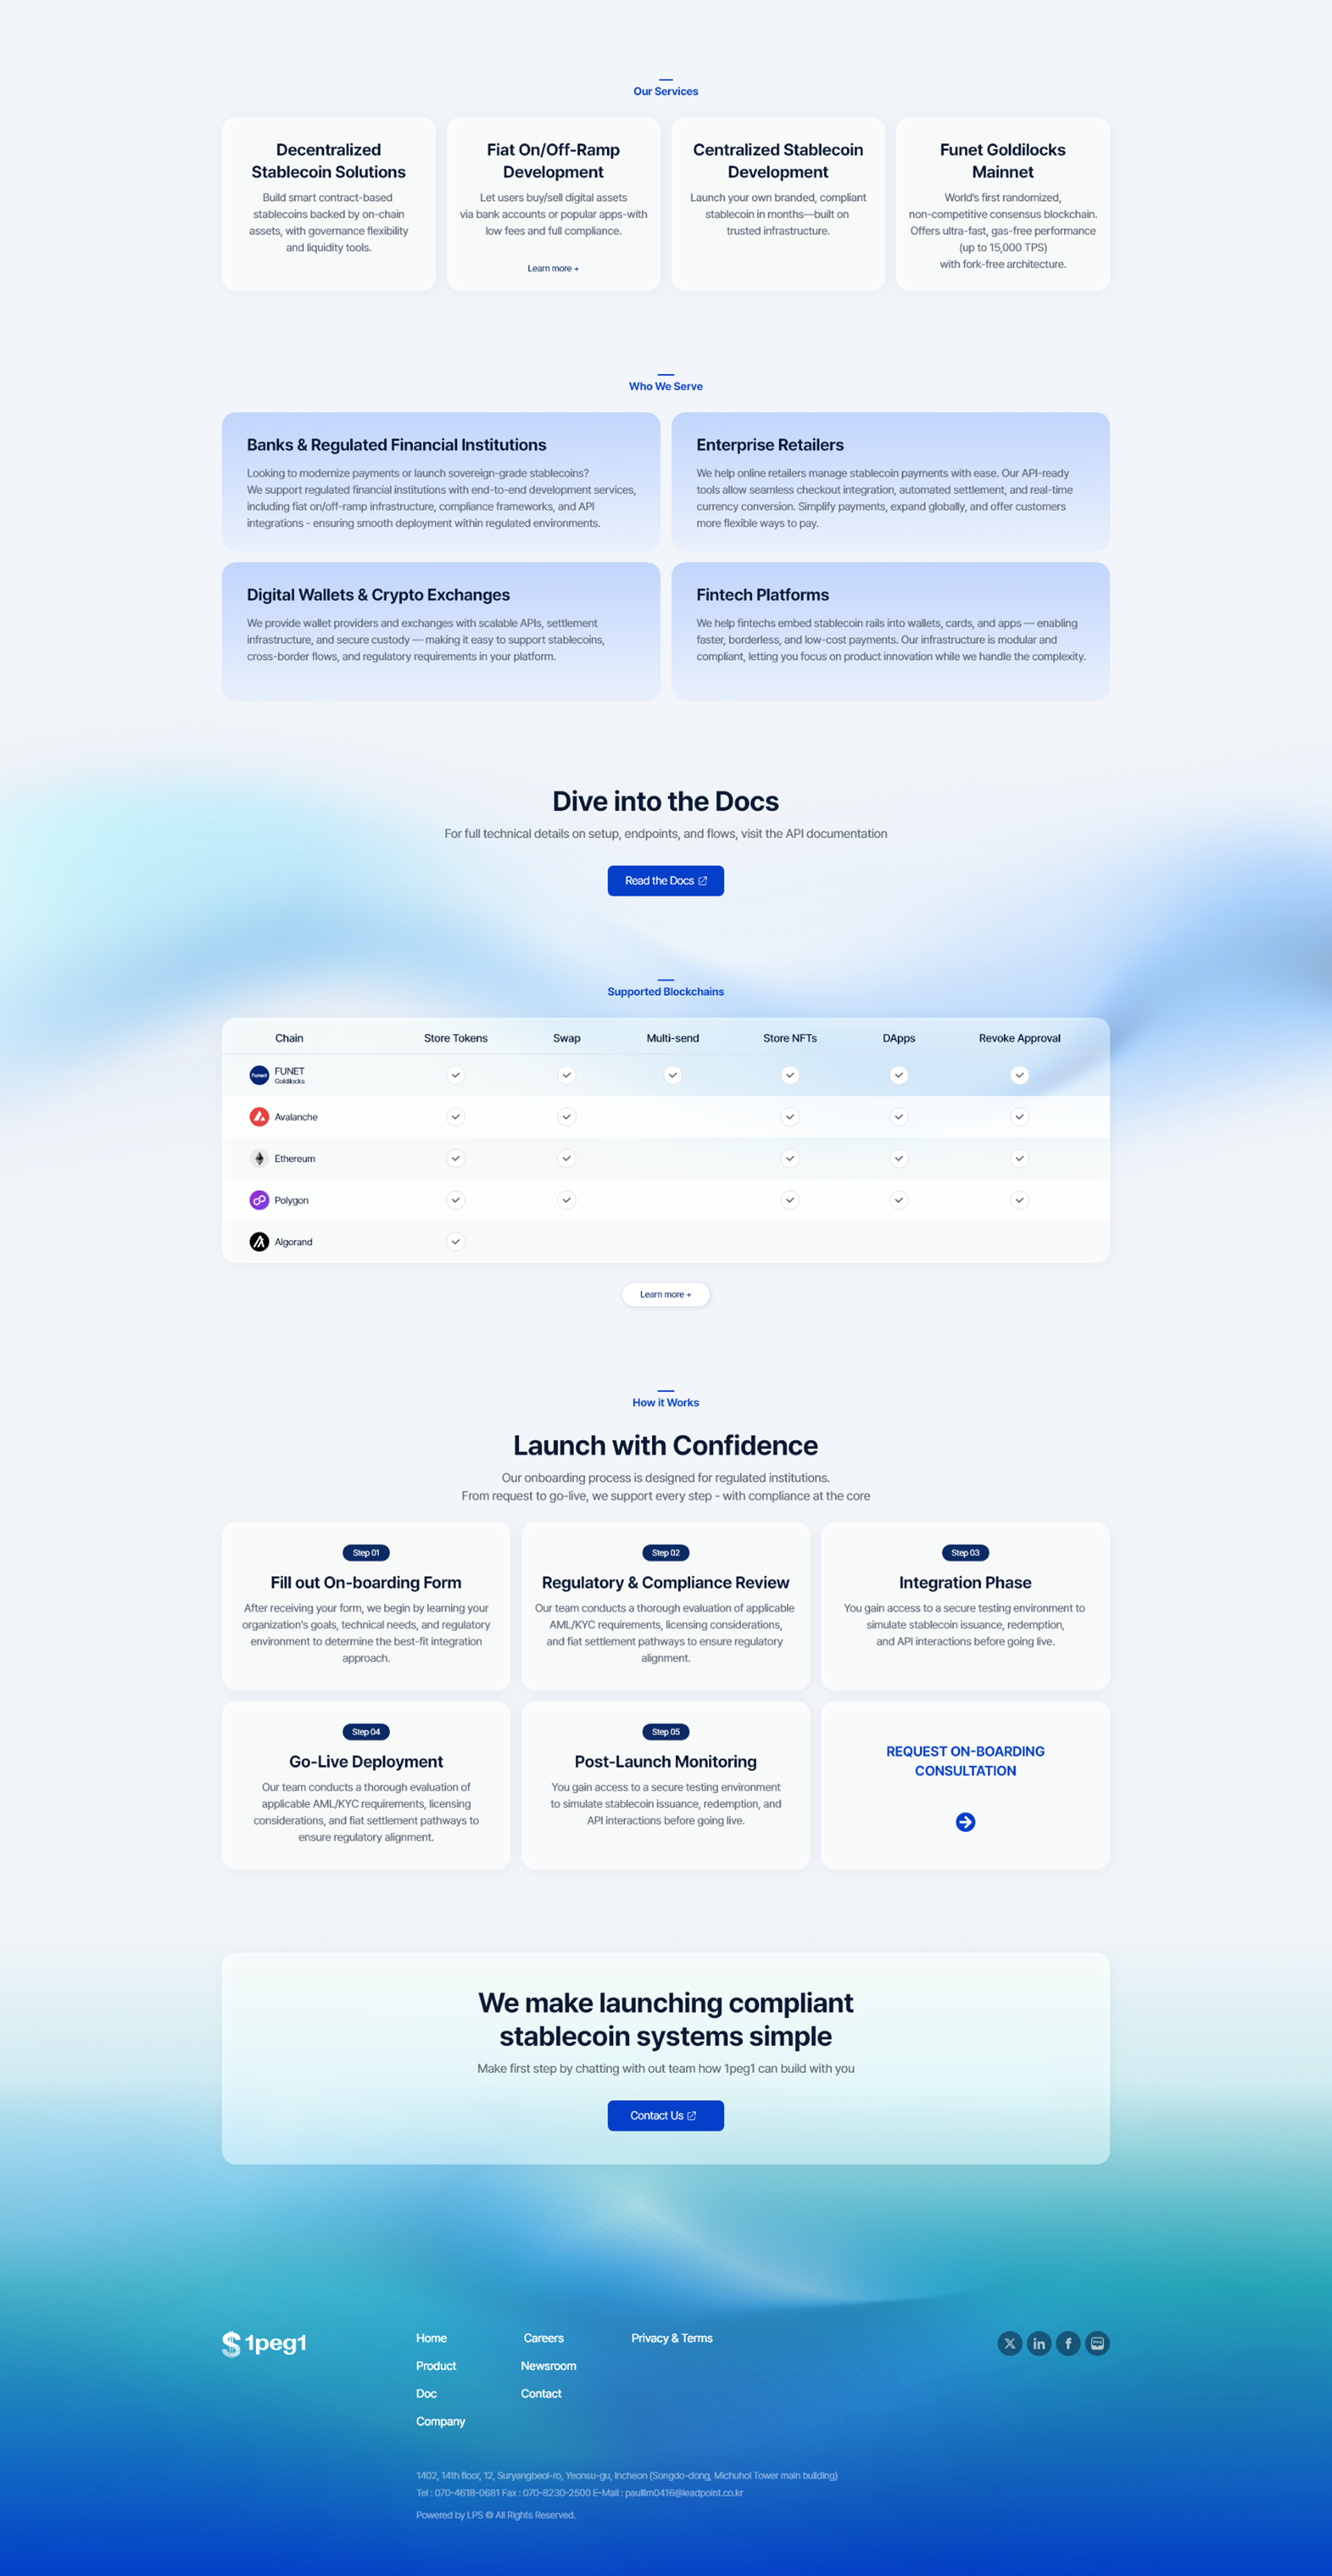 Our Services
Decentralized
Stablecoin Solutions
Build smart contract-based
stablecoins backed by on-chain
assets, with governance flexibility
and liquidity tools.
Fiat On/Off-Ramp
Development
Let users buy/sell digital assets
via bank accounts or popular apps-with
low fees and full compliance.
Learn more +
Centralized Stablecoin
Development
Launch your own branded, compliant
stablecoin in months—built on
trusted infrastructure.
Funet Goldilocks
Mainnet
World's first randomized,
non-competitive consensus blockchain.
Offers ultra-fast, gas-free performance
(up to 15,000 TPS)
with fork-free architecture.
Who We Serve
Banks & Regulated Financial Institutions
Looking to modernize payments or launch sovereign-grade stablecoins?
We support regulated financial institutions with end-to-end development services,
including fiat on/off-ramp infrastructure, compliance frameworks, and API
integrations - ensuring smooth deployment within regulated environments.
Enterprise Retailers
We help online retailers manage stablecoin payments with ease. Our API-ready
tools allow seamless checkout integration, automated settlement, and real-time
currency conversion. Simplify payments, expand globally, and offer customers
more flexible ways to pay.
Digital Wallets & Crypto Exchanges
We provide wallet providers and exchanges with scalable APIs, settlement
infrastructure, and secure custody — making it easy to support stablecoins,
cross-border flows, and regulatory requirements in your platform.
Fintech Platforms
We help fintechs embed stablecoin rails into wallets, cards, and apps — enabling
faster, borderless, and low-cost payments. Our infrastructure is modular and
compliant, letting you focus on product innovation while we handle the complexity.
Dive into the Docs
For full technical details on setup, endpoints, and flows, visit the API documentation
Read the Docs
Supported Blockchains
Chain Store Tokens Swap Multi-send Store NFTs DApps Revoke Approval
Funect FUNET
Goldilocks
Avalanche
Ethereum
Polygon
Algorand
Learn more +
How it Works
Launch with Confidence
Our onboarding process is designed for regulated institutions.
From request to go-live, we support every step - with compliance at the core
Step 01
Fill out On-boarding Form
After receiving your form, we begin by learning your
organization's goals, technical needs, and regulatory
environment to determine the best-fit integration
approach.
Step 02
Regulatory & Compliance Review
Our team conducts a thorough evaluation of applicable
AML/KYC requirements, licensing considerations,
and fiat settlement pathways to ensure regulatory
alignment.
Step 03
Integration Phase
You gain access to a secure testing environment to
simulate stablecoin issuance, redemption,
and API interactions before going live.
Step 04
Go-Live Deployment
Our team conducts a thorough evaluation of
applicable AML/KYC requirements, licensing
considerations, and fiat settlement pathways to
ensure regulatory alignment.
Step 05
Post-Launch Monitoring
You gain access to a secure testing environment
to simulate stablecoin issuance, redemption, and
API interactions before going live.
REQUEST ON-BOARDING
CONSULTATION
We make launching compliant
stablecoin systems simple
Make first step by chatting with out team how 1peg1 can build with you
Contact Us
$ 1peg1
Home
Product
Doc
Company
Careers
Newsroom
Contact
Privacy & Terms
1402, 14th floor, 12, Suryangbeol-ro, Yeonsu-gu, Incheon (Songdo-dong, Michuhol Tower main building)
Tel : 070-4618-0681 Fax : 070-8230-2500 E-Mail : paullim0416@leadpoint.co.kr
Powered by LPS © All Rights Reserved.